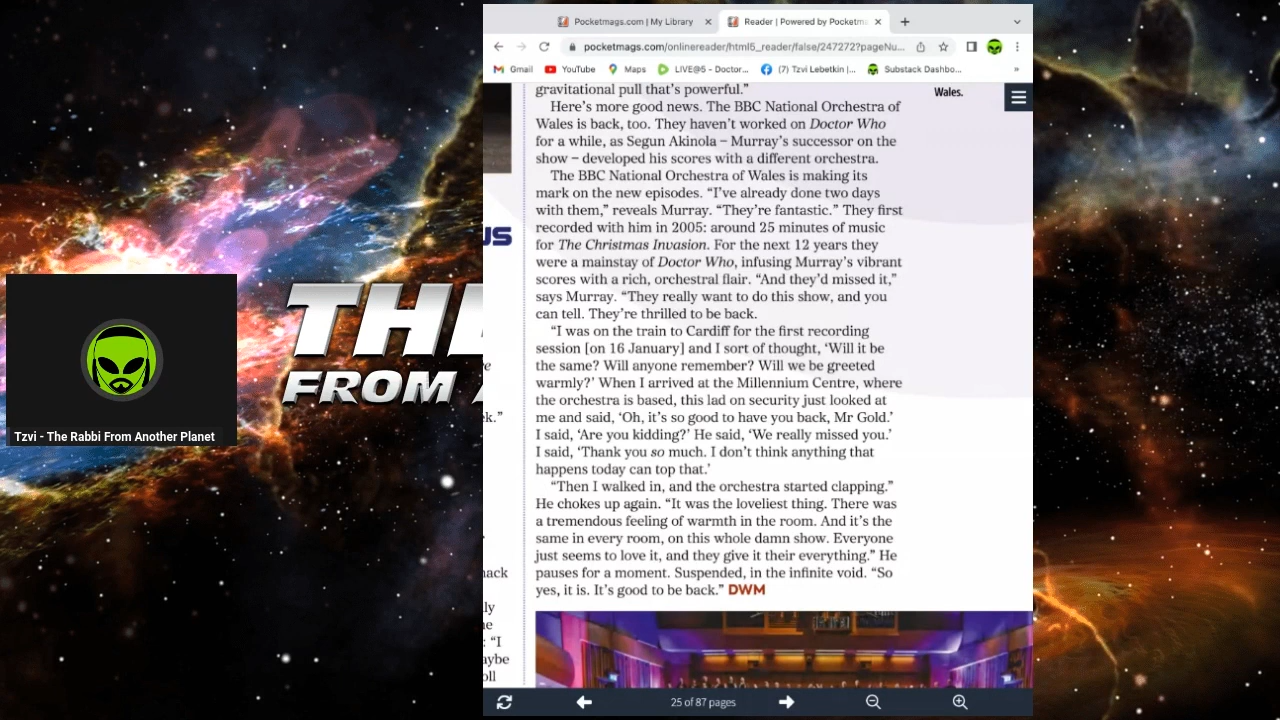 Pocketmags.com | My Library
Reader | Powered by Pocketm
pocketmags.com/onlinereader/html5_reader/false/247272?pageNu...
Gmail
YouTube
Maps
LIVE@5 - Doctor...
(7) Tzvi Lebetkin |...
Substack Dashbo...
»
gravitational pull that's powerful.”
Here's more good news. The BBC National Orchestra of
Wales is back, too. They haven't worked on Doctor Who
for a while, as Segun Akinola – Murray's successor on the
show – developed his scores with a different orchestra.
The BBC National Orchestra of Wales is making its
mark on the new episodes. “I've already done two days
with them,” reveals Murray. “They're fantastic.” They first
recorded with him in 2005: around 25 minutes of music
for The Christmas Invasion. For the next 12 years they
were a mainstay of Doctor Who, infusing Murray's vibrant
scores with a rich, orchestral flair. “And they'd missed it,”
says Murray. “They really want to do this show, and you
can tell. They're thrilled to be back.
“I was on the train to Cardiff for the first recording
session [on 16 January] and I sort of thought, ‘Will it be
the same? Will anyone remember? Will we be greeted
warmly?’ When I arrived at the Millennium Centre, where
the orchestra is based, this lad on security just looked at
me and said, ‘Oh, it's so good to have you back, Mr Gold.’
I said, ‘Are you kidding?’ He said, ‘We really missed you.’
I said, ‘Thank you so much. I don't think anything that
happens today can top that.’
“Then I walked in, and the orchestra started clapping.”
He chokes up again. “It was the loveliest thing. There was
a tremendous feeling of warmth in the room. And it's the
same in every room, on this whole damn show. Everyone
just seems to love it, and they give it their everything.” He
pauses for a moment. Suspended, in the infinite void. “So
yes, it is. It's good to be back.” DWM
Wales.
US
re
ek.”
nack
ly
ne
: “I
aybe
oll
THE
FROM A
Tzvi - The Rabbi From Another Planet
25 of 87 pages